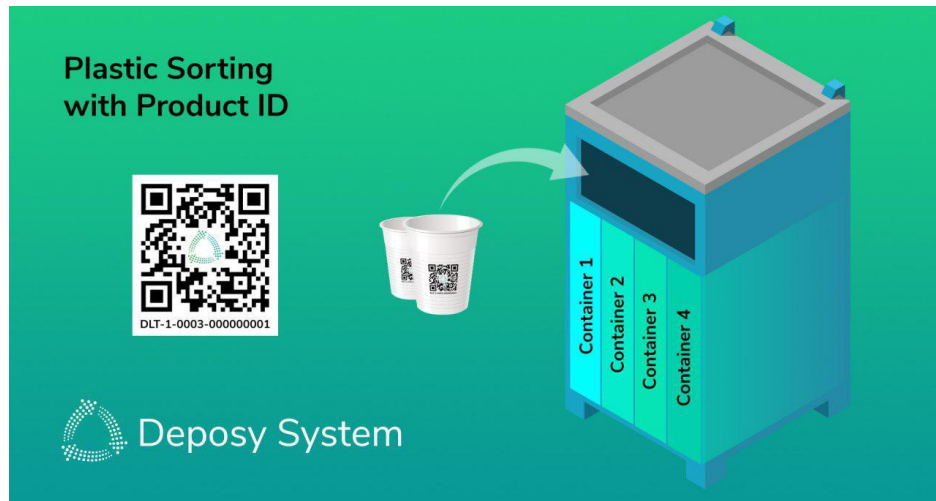 Plastic Sorting
with Product ID
DLT-1-0003-000000001
Deposy System
Container 1
Container 2
Container 3
Container 4